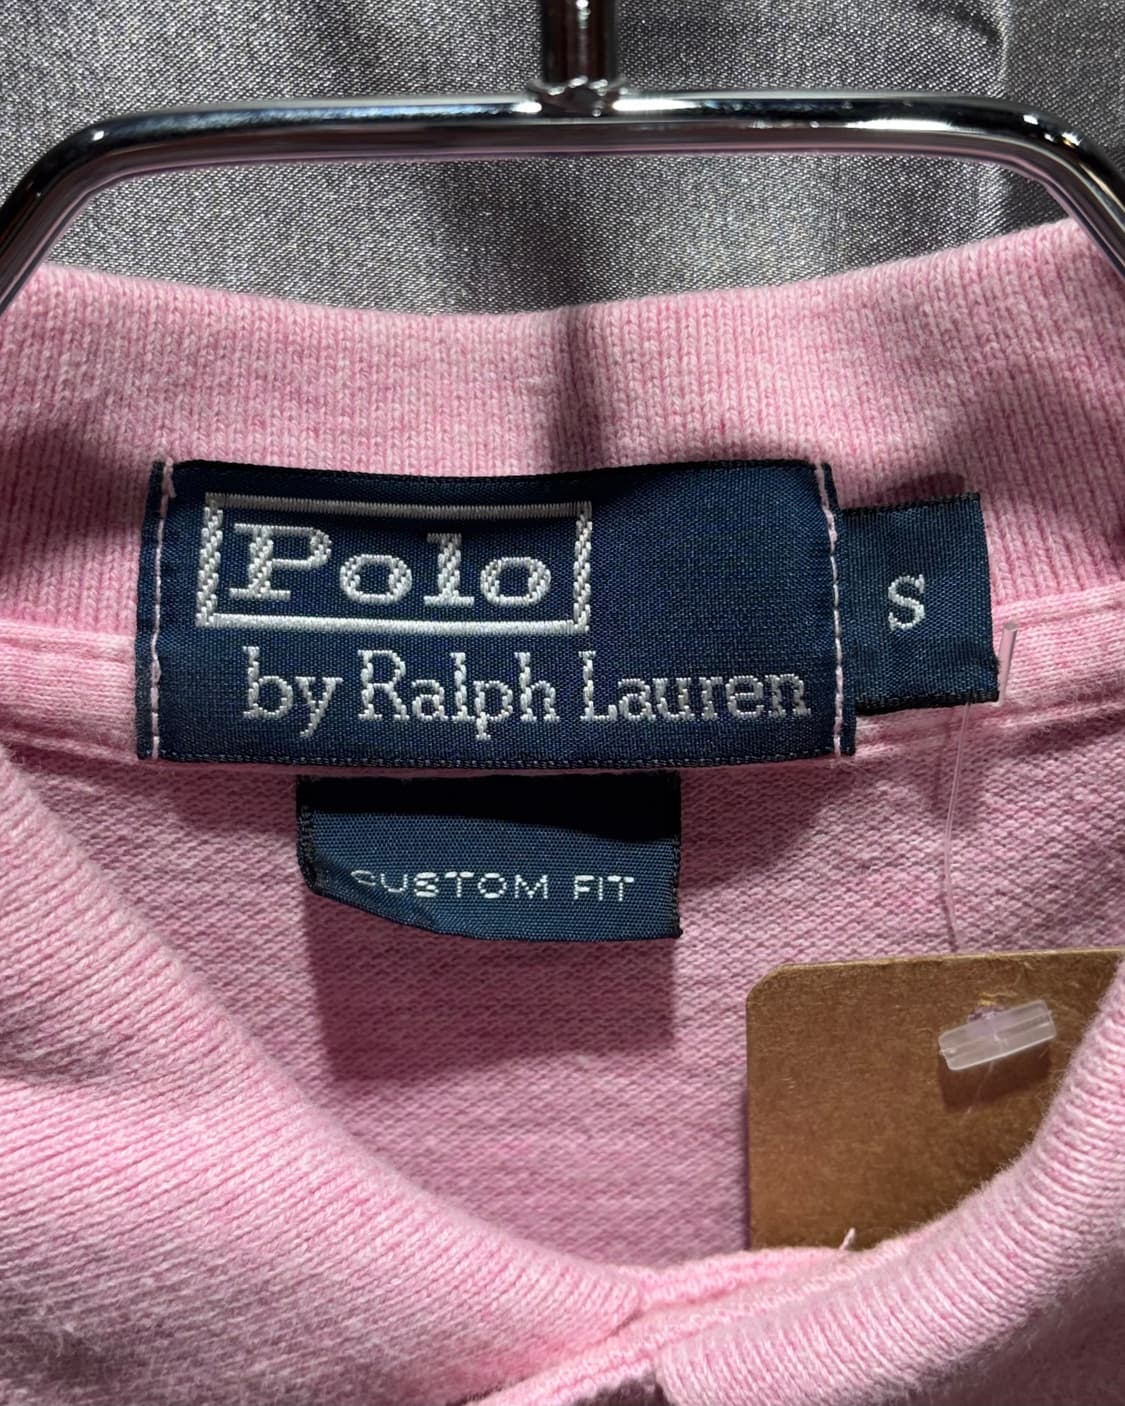 Polo
by Ralph Lauren
S
CUSTOM FIT